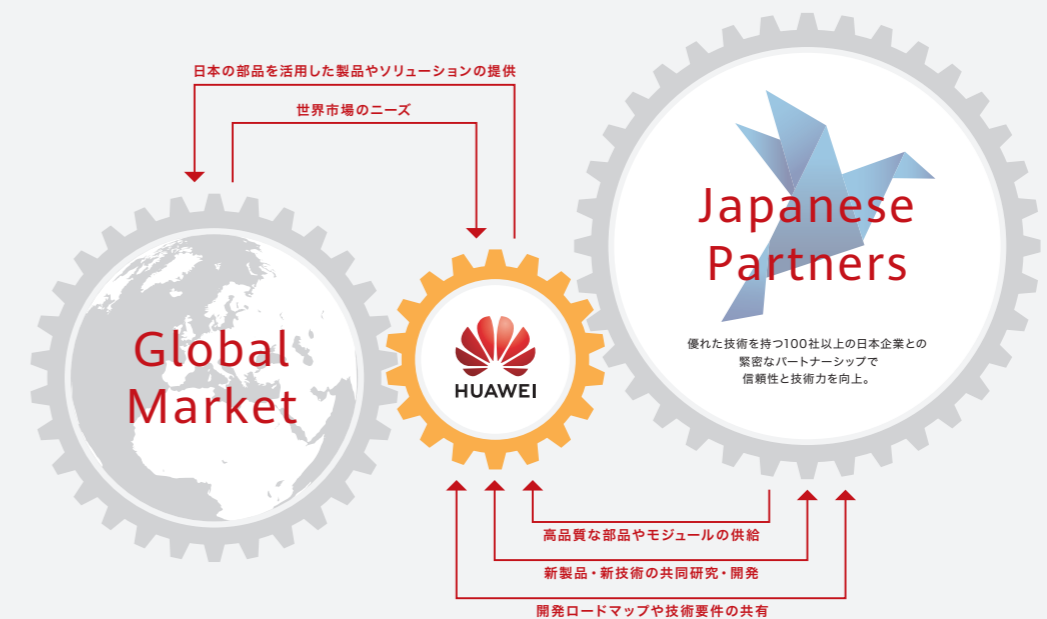 日本の部品を活用した製品やソリューションの提供
世界市場のニーズ
Global
Market
HUAWEI
Japanese
Partners
優れた技術を持つ100社以上の日本企業との
緊密なパートナーシップで
信頼性と技術力を向上。
高品質な部品やモジュールの供給
新製品・新技術の共同研究・開発
開発ロードマップや技術要件の共有